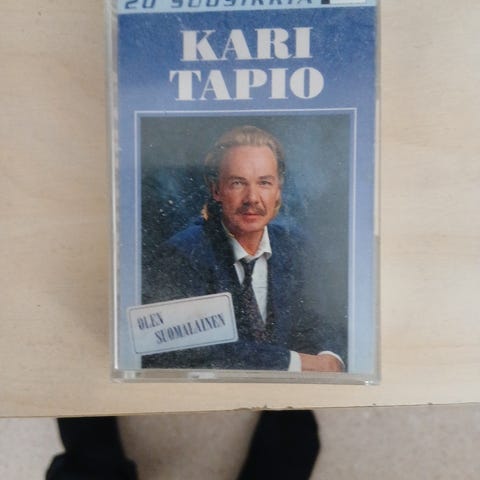 20 SUOSIKKIA
KARI
TAPIO
OLEN
SUOMALAINEN